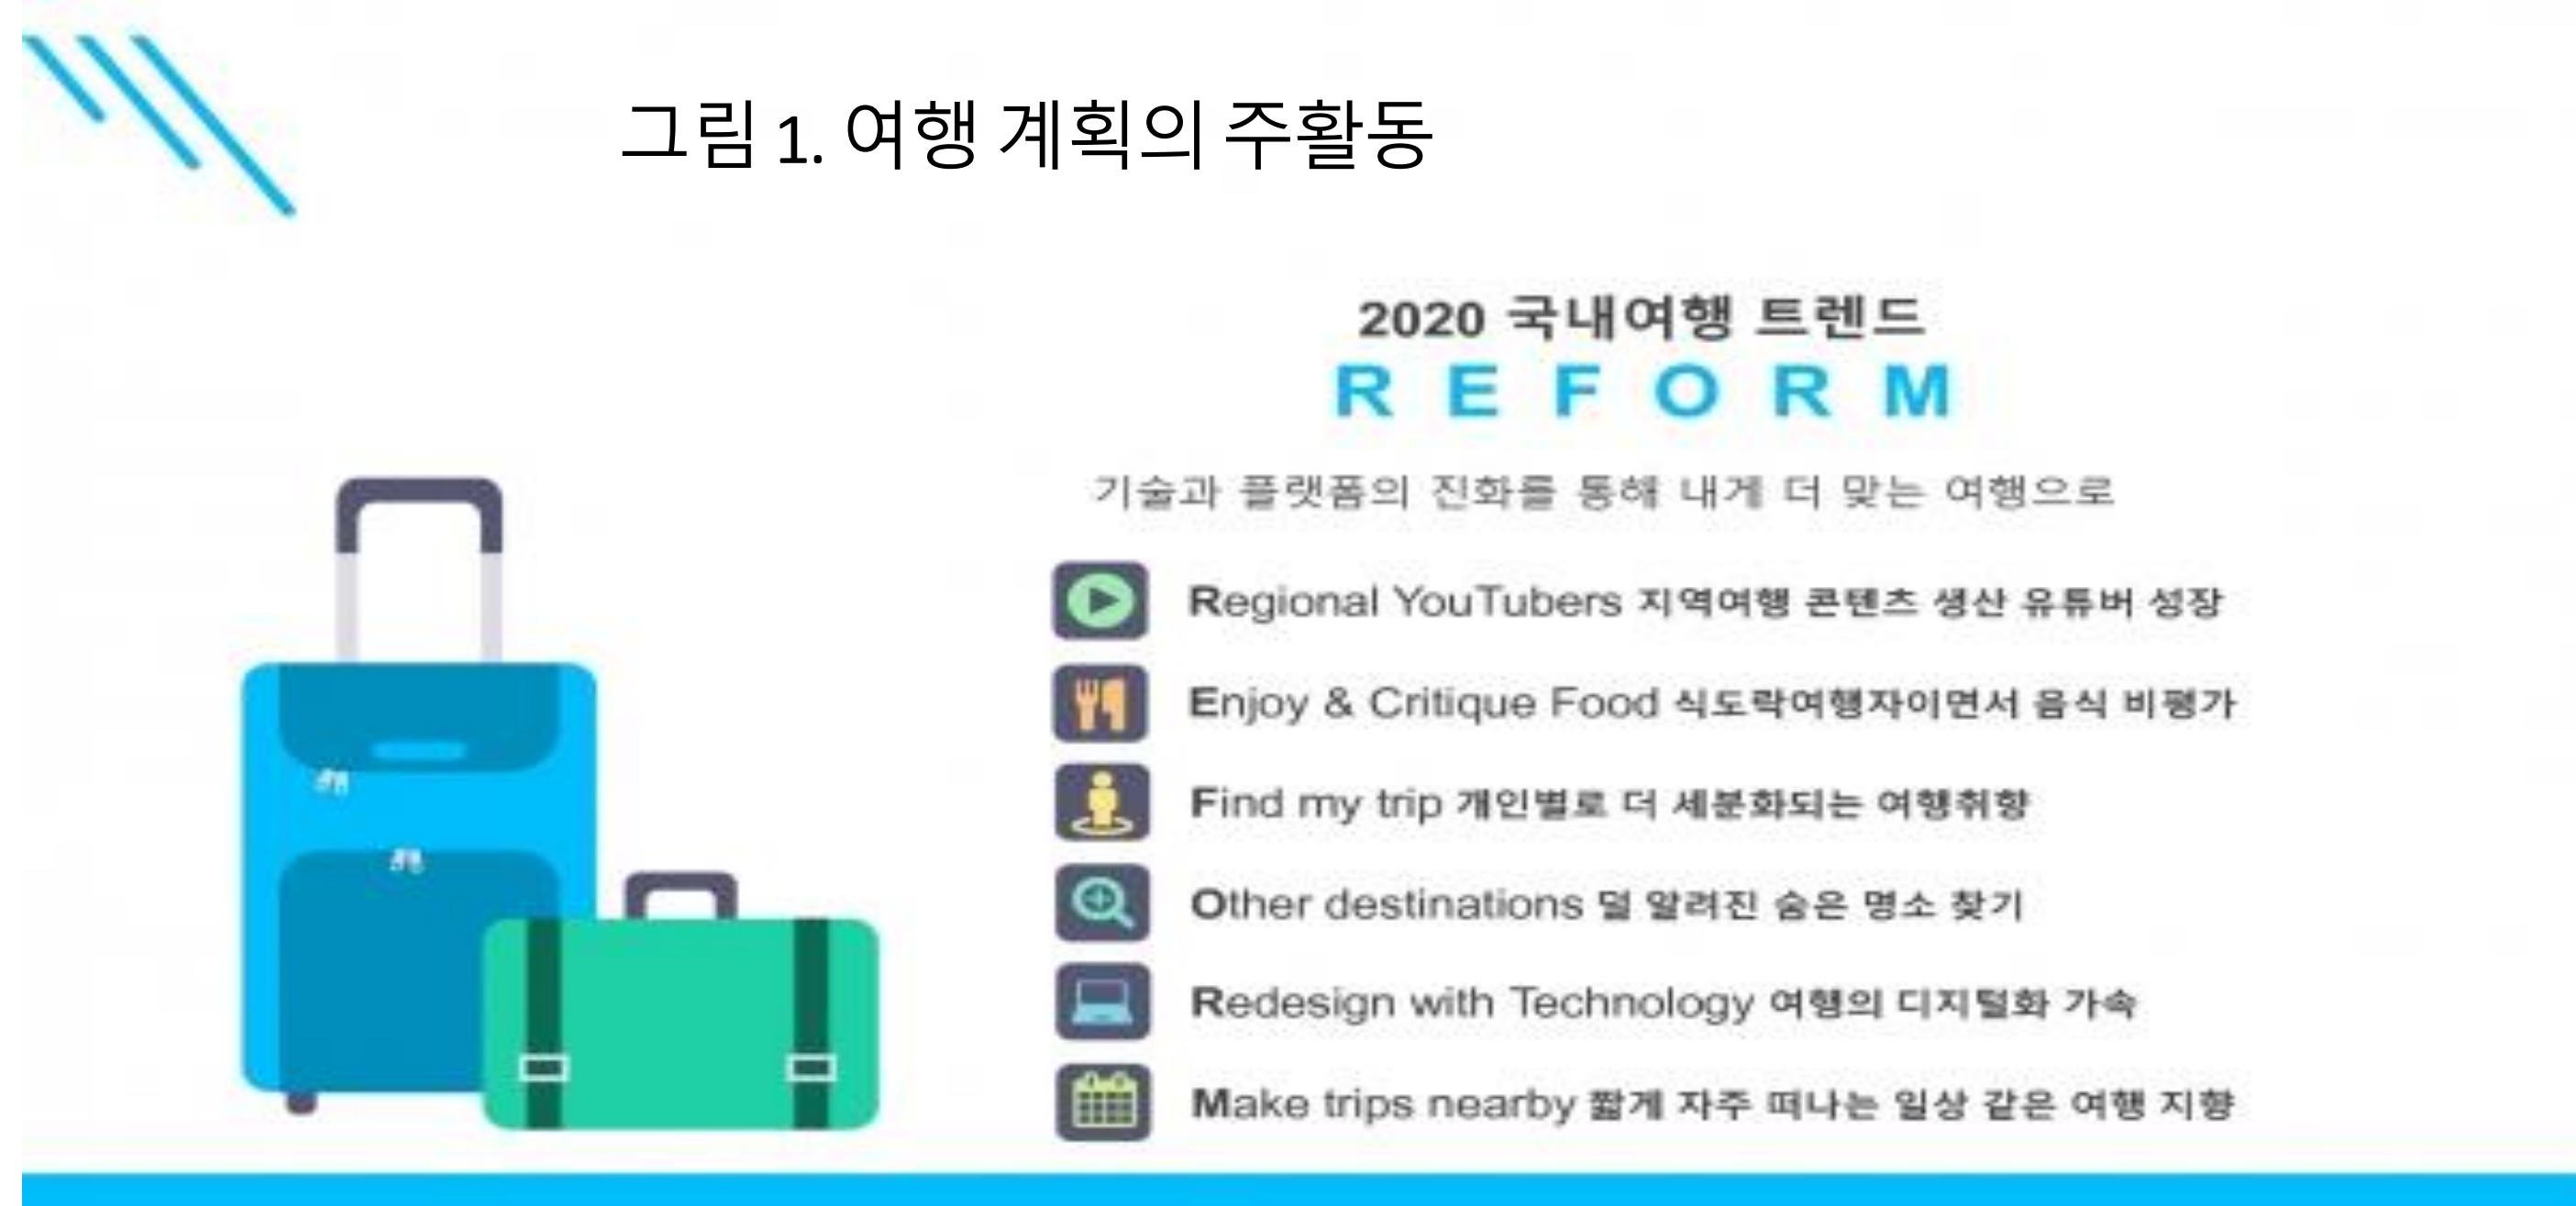 그림 1. 여행 계획의 주활동
2020 국내여행 트렌드
R E F O R M
기술과 플랫폼의 진화를 통해 내게 더 맞는 여행으로
Regional YouTubers 지역여행 콘텐츠 생산 유튜버 성장
Enjoy & Critique Food 식도락여행자이면서 음식 비평가
Find my trip 개인별로 더 세분화되는 여행취향
Other destinations 덜 알려진 숨은 명소 찾기
Redesign with Technology 여행의 디지털화 가속
Make trips nearby 짧게 자주 떠나는 일상 같은 여행 지향